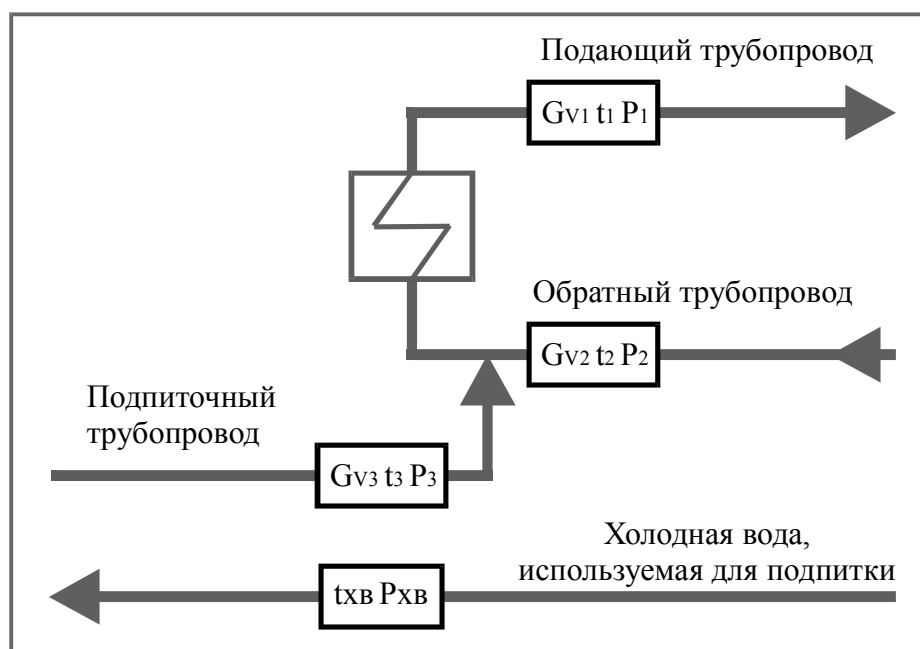 Подающий трубопровод
Gv1 t1 P1
Обратный трубопровод
Gv2 t2 P2
Подпиточный
трубопровод
Gv3 t3 P3
Холодная вода,
используемая для подпитки
tхв Pхв